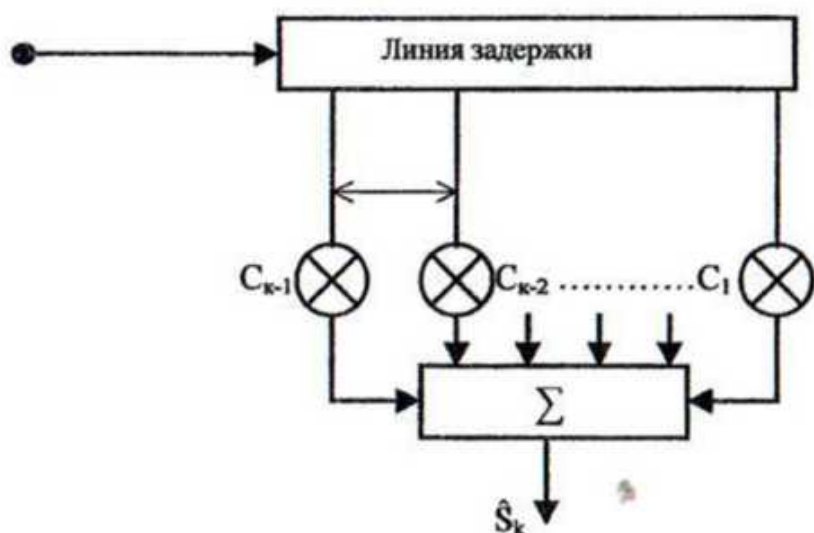 Линия задержки
Cк-1
Cк-2 .............. C1
Σ
Ŝk